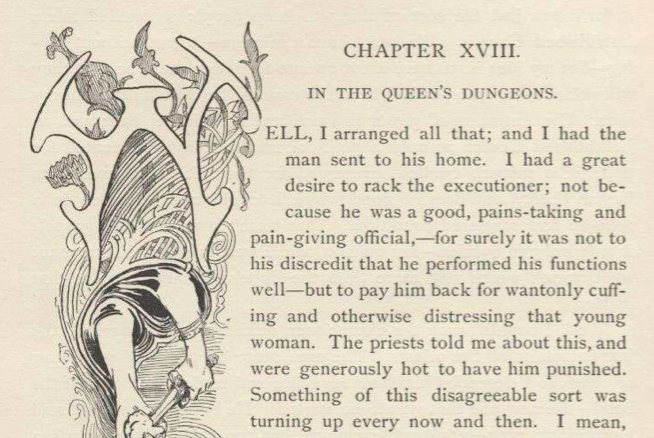 CHAPTER XVIII.
IN THE QUEEN'S DUNGEONS.
WELL, I arranged all that; and I had the
man sent to his home. I had a great
desire to rack the executioner; not be-
cause he was a good, pains-taking and
pain-giving official,—for surely it was not to
his discredit that he performed his functions
well—but to pay him back for wantonly cuff-
ing and otherwise distressing that young
woman. The priests told me about this, and
were generously hot to have him punished.
Something of this disagreeable sort was
turning up every now and then. I mean,